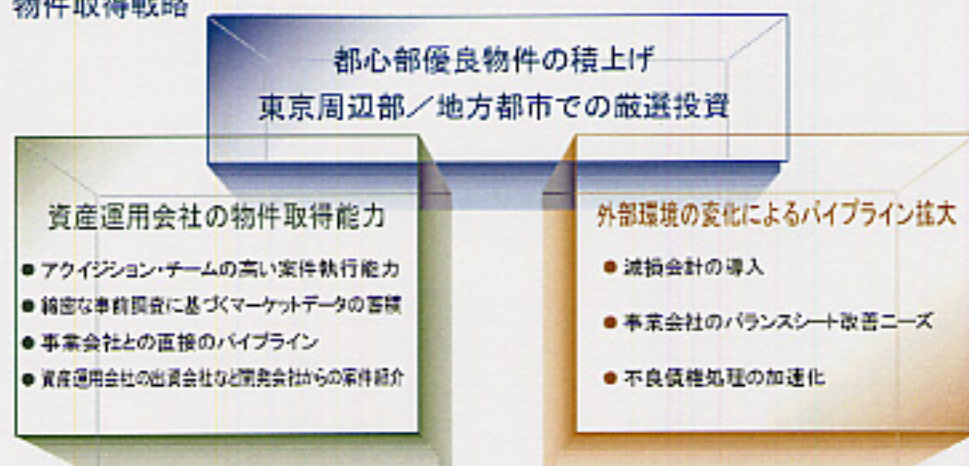 物件取得戦略
都心部優良物件の積上げ
東京周辺部／地方都市での厳選投資
資産運用会社の物件取得能力
● アクイジション・チームの高い案件執行能力
● 綿密な事前調査に基づくマーケットデータの蓄積
● 事業会社との直接のパイプライン
● 資産運用会社の出資会社など開発会社からの案件紹介
外部環境の変化によるパイプライン拡大
● 減損会計の導入
● 事業会社のバランスシート改善ニーズ
● 不良債権処理の加速化